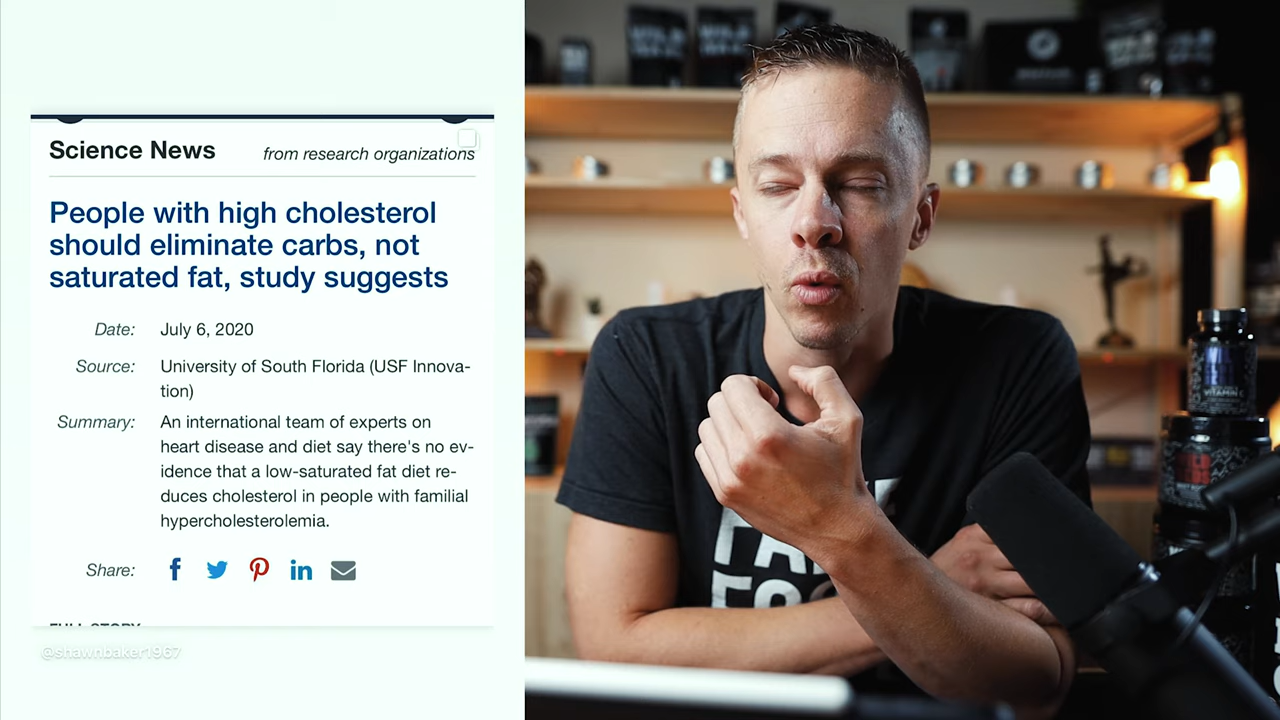 Science News
from research organizations
People with high cholesterol
should eliminate carbs, not
saturated fat, study suggests
Date: July 6, 2020
Source: University of South Florida (USF Innova-
tion)
Summary: An international team of experts on
heart disease and diet say there's no ev-
idence that a low-saturated fat diet re-
duces cholesterol in people with familial
hypercholesterolemia.
Share:
FULL STORY
@shawnbaker1967
VITAMIN C